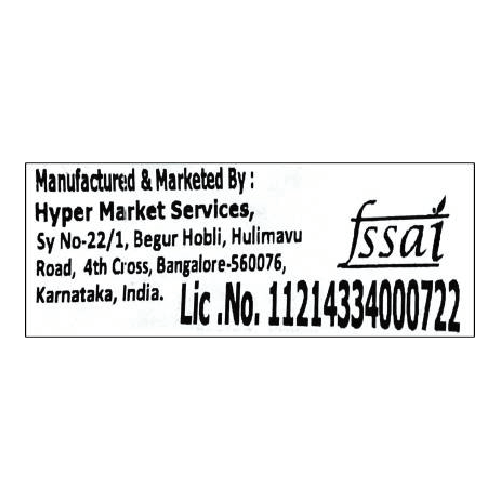 Manufactured & Marketed By :
Hyper Market Services,
Sy No-22/1, Begur Hobli, Hulimavu
Road, 4th Cross, Bangalore-560076,
Karnataka, India.
fssai
Lic .No. 11214334000722